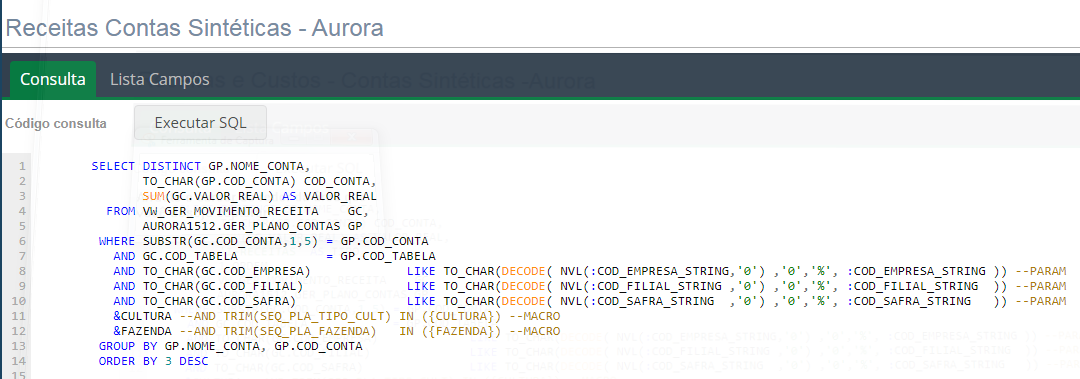 Receitas Contas Sintéticas - Aurora
Consulta Lista Campos
e Custos - Contas Sintéticas -Aurora
Código consulta Executar SQL
1 SELECT DISTINCT GP.NOME_CONTA,
2 TO_CHAR(GP.COD_CONTA) COD_CONTA,
3 SUM(GC.VALOR_REAL) AS VALOR_REAL
4 FROM VW_GER_MOVIMENTO_RECEITA GC,
5 AURORA1512.GER_PLANO_CONTAS GP
6 WHERE SUBSTR(GC.COD_CONTA,1,5) = GP.COD_CONTA
7 AND GC.COD_TABELA = GP.COD_TABELA
8 AND TO_CHAR(GC.COD_EMPRESA) LIKE TO_CHAR(DECODE( NVL(:COD_EMPRESA_STRING,'0') ,'0','%', :COD_EMPRESA_STRING )) --PARAM
9 AND TO_CHAR(GC.COD_FILIAL) LIKE TO_CHAR(DECODE( NVL(:COD_FILIAL_STRING ,'0') ,'0','%', :COD_FILIAL_STRING )) --PARAM
10 AND TO_CHAR(GC.COD_SAFRA) LIKE TO_CHAR(DECODE( NVL(:COD_SAFRA_STRING ,'0') ,'0','%', :COD_SAFRA_STRING )) --PARAM
11 &CULTURA --AND TRIM(SEQ_PLA_TIPO_CULT) IN ({CULTURA}) --MACRO
12 &FAZENDA --AND TRIM(SEQ_PLA_FAZENDA) IN ({FAZENDA}) --MACRO
13 GROUP BY GP.NOME_CONTA, GP.COD_CONTA
14 ORDER BY 3 DESC
15